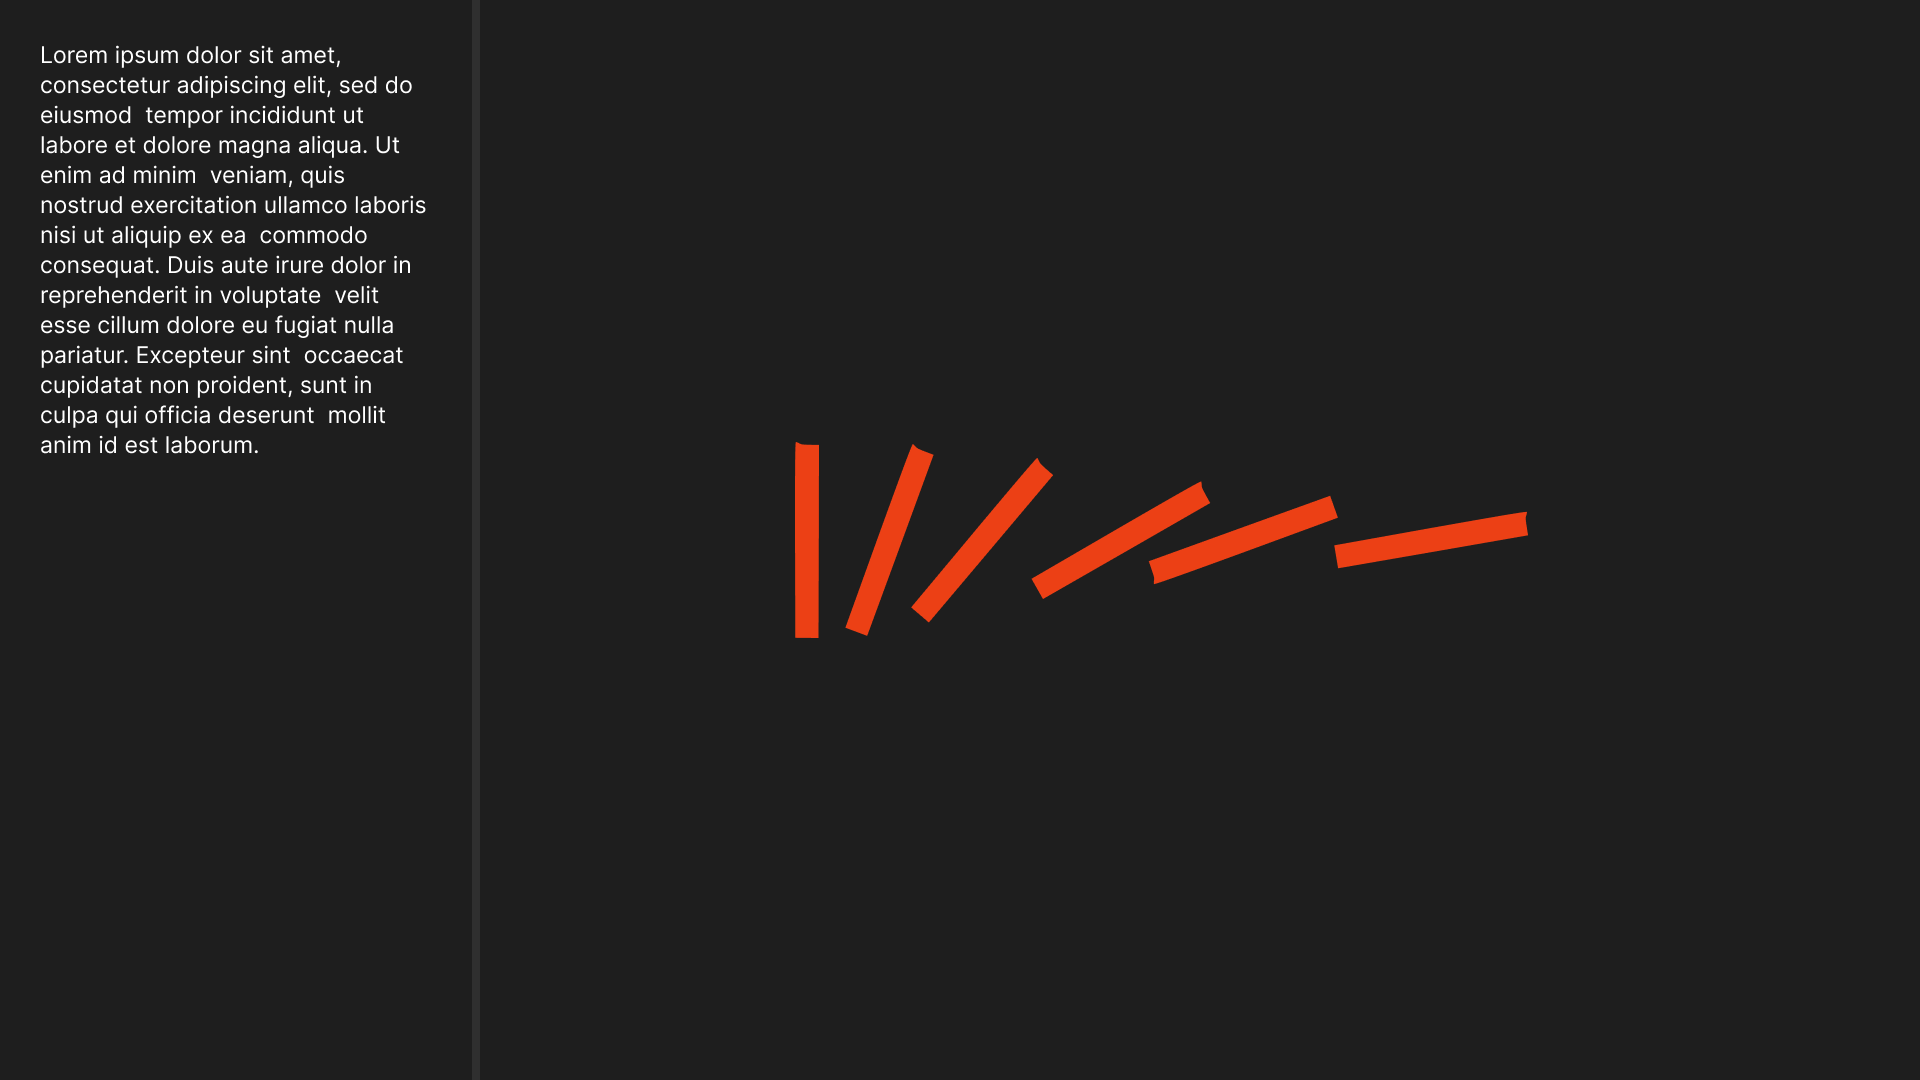 Lorem ipsum dolor sit amet,
consectetur adipiscing elit, sed do
eiusmod  tempor incididunt ut
labore et dolore magna aliqua. Ut
enim ad minim  veniam, quis
nostrud exercitation ullamco laboris
nisi ut aliquip ex ea  commodo
consequat. Duis aute irure dolor in
reprehenderit in voluptate  velit
esse cillum dolore eu fugiat nulla
pariatur. Excepteur sint  occaecat
cupidatat non proident, sunt in
culpa qui officia deserunt  mollit
anim id est laborum.